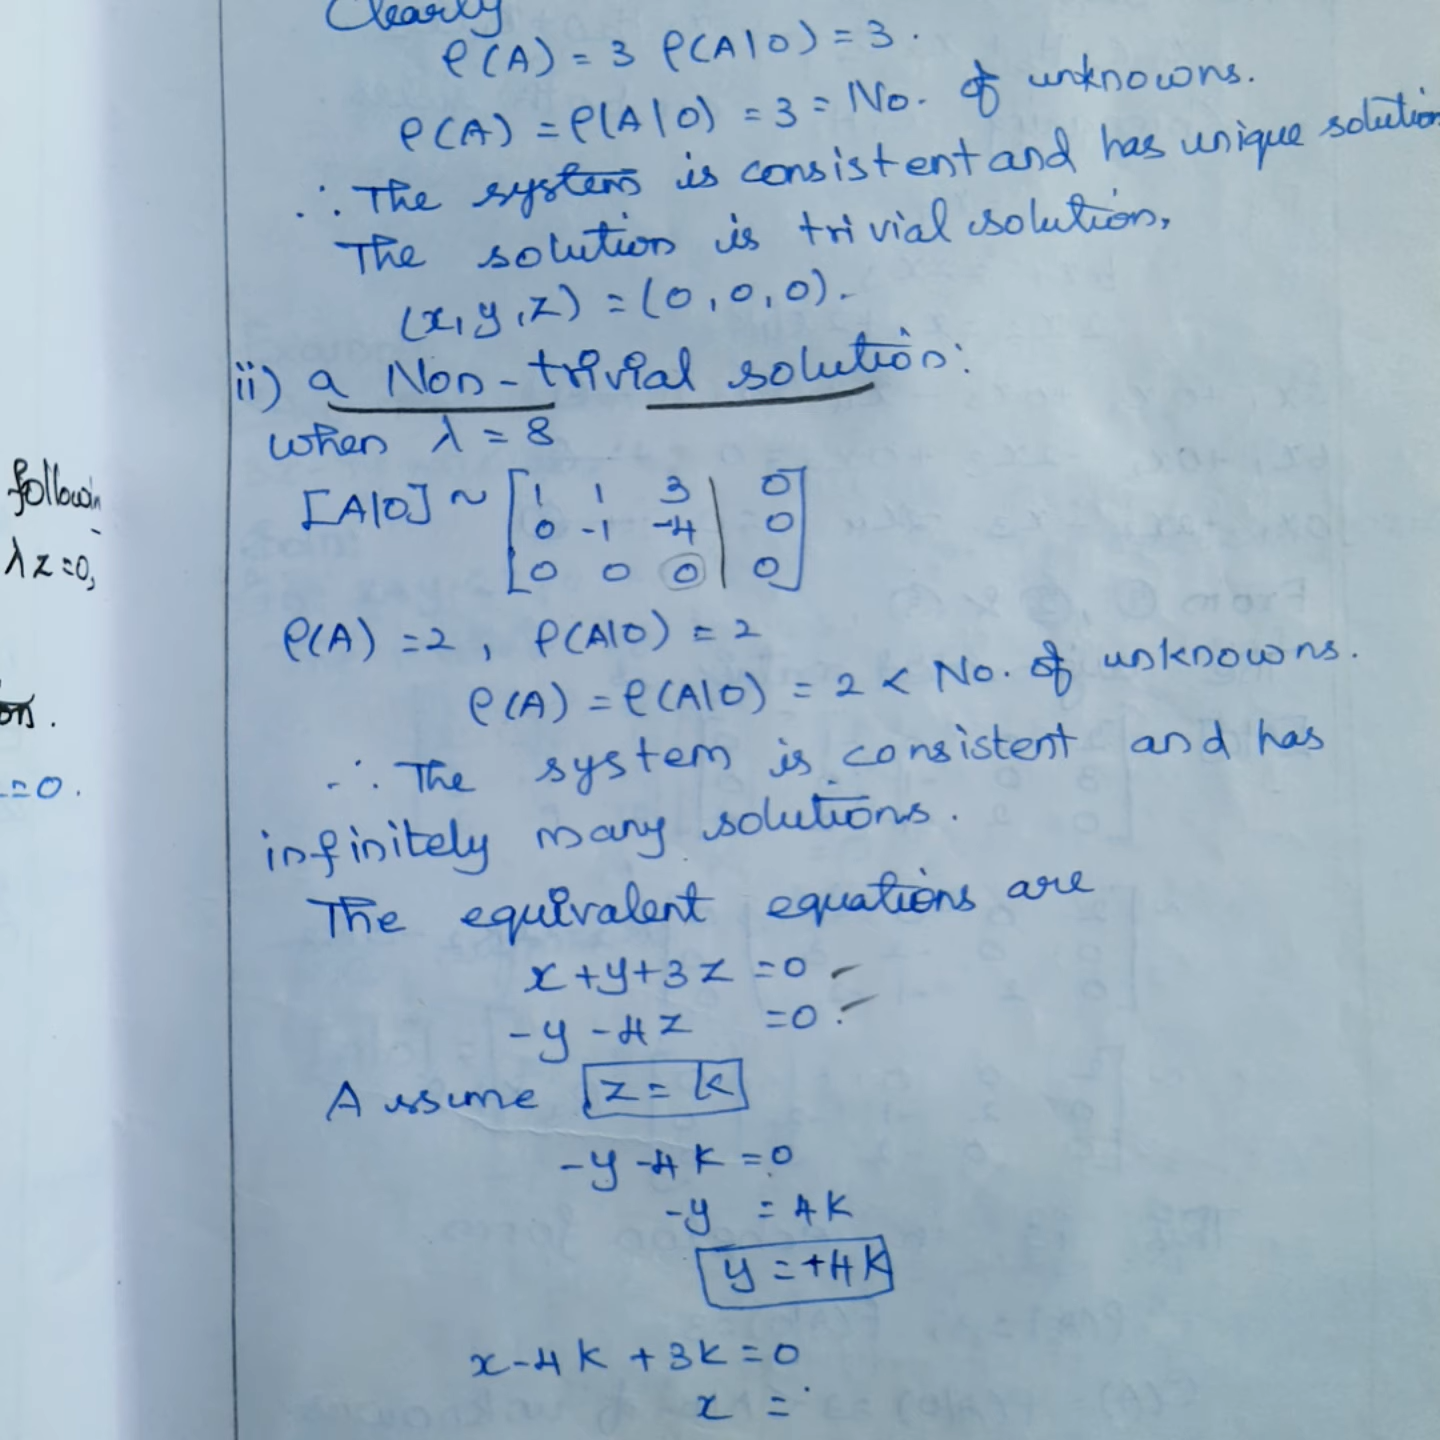 Clearly
ρ(A) = 3 ρ(A|0) = 3.
ρ(A) = ρ(A|0) = 3 = No. of unknowns.
∴ The system is consistent and has unique solution
The solution is trivial solution,
(x, y, z) = (0, 0, 0).
ii) a Non-trivial solution:
when λ = 8
[A|0] ~ [1 1 3 | 0
0 -1 -4 | 0
0 0 0 | 0]
ρ(A) = 2, ρ(A|0) = 2
ρ(A) = ρ(A|0) = 2 < No. of unknowns.
∴ The system is consistent and has
infinitely many solutions.
The equivalent equations are
x + y + 3z = 0
-y - 4z = 0
Assume z = k
-y - 4k = 0
-y = 4k
y = +4k
x - 4k + 3k = 0
x =
λz = 0,
= 0.